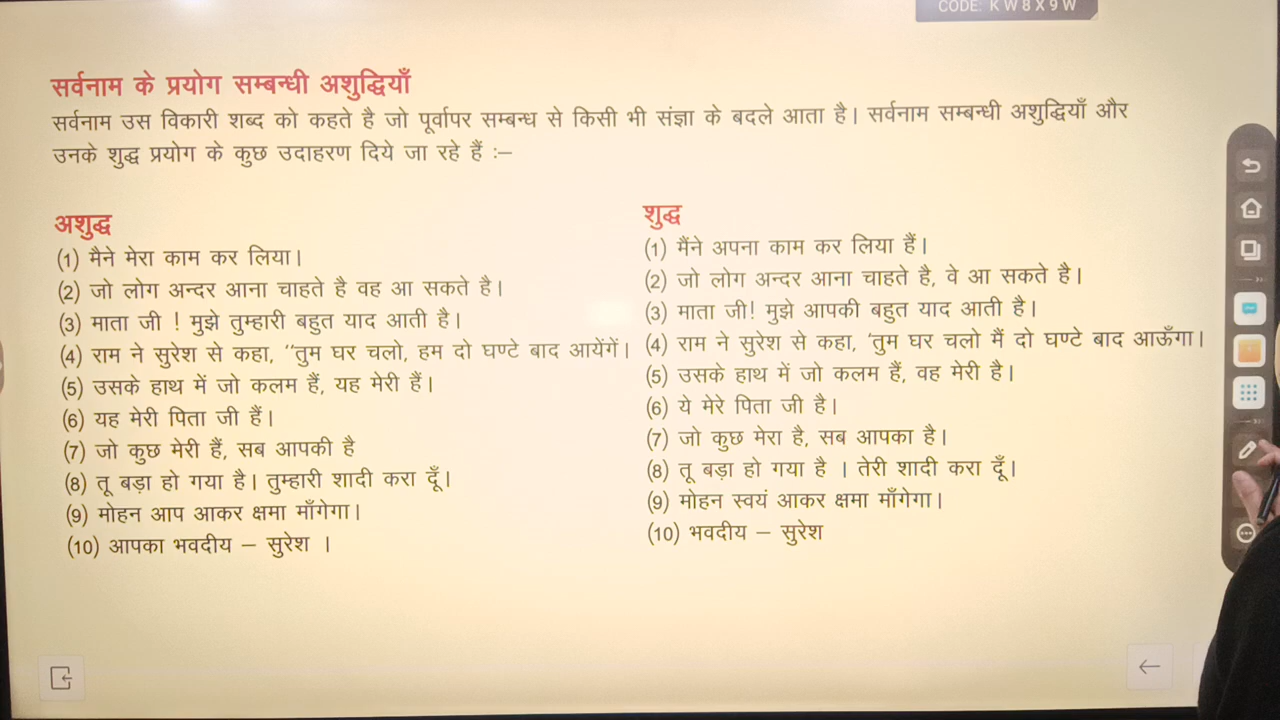 CODE: K W 8 X 9 W
सर्वनाम के प्रयोग सम्बन्धी अशुद्धियाँ
सर्वनाम उस विकारी शब्द को कहते है जो पूर्वापर सम्बन्ध से किसी भी संज्ञा के बदले आता है। सर्वनाम सम्बन्धी अशुद्धियाँ और
उनके शुद्ध प्रयोग के कुछ उदाहरण दिये जा रहे हैं :–
अशुद्ध
(1) मैने मेरा काम कर लिया।
(2) जो लोग अन्दर आना चाहते है वह आ सकते है।
(3) माता जी ! मुझे तुम्हारी बहुत याद आती है।
(4) राम ने सुरेश से कहा, "तुम घर चलो, हम दो घण्टे बाद आयेंगें।
(5) उसके हाथ में जो कलम हैं, यह मेरी हैं।
(6) यह मेरी पिता जी हैं।
(7) जो कुछ मेरी हैं, सब आपकी है
(8) तू बड़ा हो गया है। तुम्हारी शादी करा दूँ।
(9) मोहन आप आकर क्षमा माँगेगा।
(10) आपका भवदीय – सुरेश ।
शुद्ध
(1) मैंने अपना काम कर लिया हैं।
(2) जो लोग अन्दर आना चाहते है, वे आ सकते है।
(3) माता जी! मुझे आपकी बहुत याद आती है।
(4) राम ने सुरेश से कहा, 'तुम घर चलो मैं दो घण्टे बाद आऊँगा।
(5) उसके हाथ में जो कलम हैं, वह मेरी है।
(6) ये मेरे पिता जी है।
(7) जो कुछ मेरा है, सब आपका है।
(8) तू बड़ा हो गया है । तेरी शादी करा दूँ।
(9) मोहन स्वयं आकर क्षमा माँगेगा।
(10) भवदीय – सुरेश